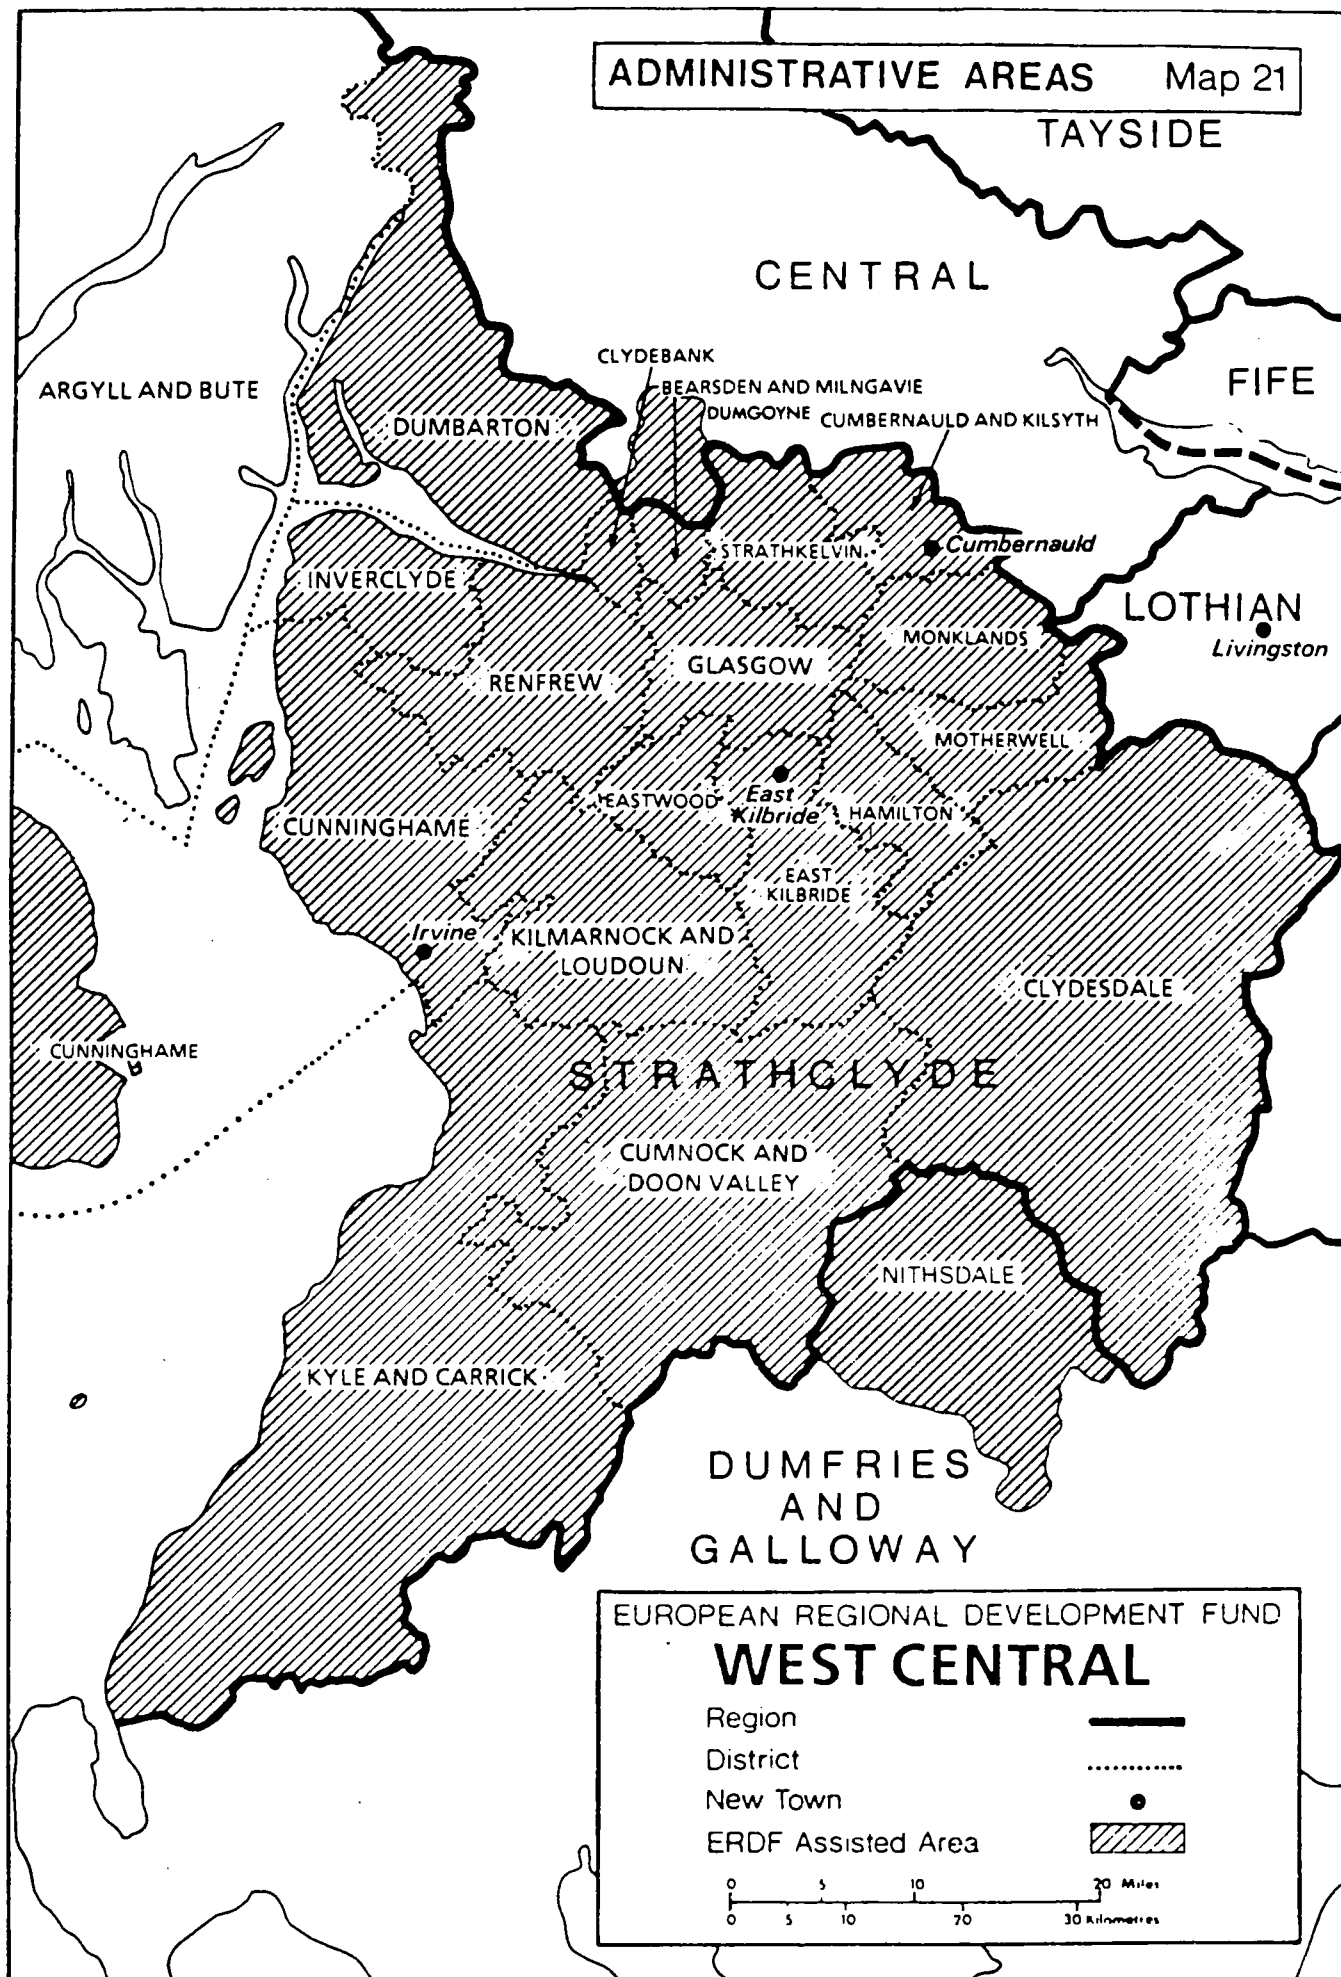 ADMINISTRATIVE AREAS Map 21
TAYSIDE
CENTRAL
FIFE
ARGYLL AND BUTE
CLYDEBANK
BEARSDEN AND MILNGAVIE
DUMGOYNE
CUMBERNAULD AND KILSYTH
DUMBARTON
STRATHKELVIN
Cumbernauld
INVERCLYDE
LOTHIAN
Livingston
MONKLANDS
GLASGOW
RENFREW
MOTHERWELL
EASTWOOD
East
Kilbride
HAMILTON
CUNNINGHAME
EAST
KILBRIDE
Irvine
KILMARNOCK AND
LOUDOUN
CLYDESDALE
CUNNINGHAME
STRATHCLYDE
CUMNOCK AND
DOON VALLEY
NITHSDALE
KYLE AND CARRICK
DUMFRIES
AND
GALLOWAY
EUROPEAN REGIONAL DEVELOPMENT FUND
WEST CENTRAL
Region
District
New Town
ERDF Assisted Area
0 5 10 20 Miles
0 5 10 20 30 Kilometres